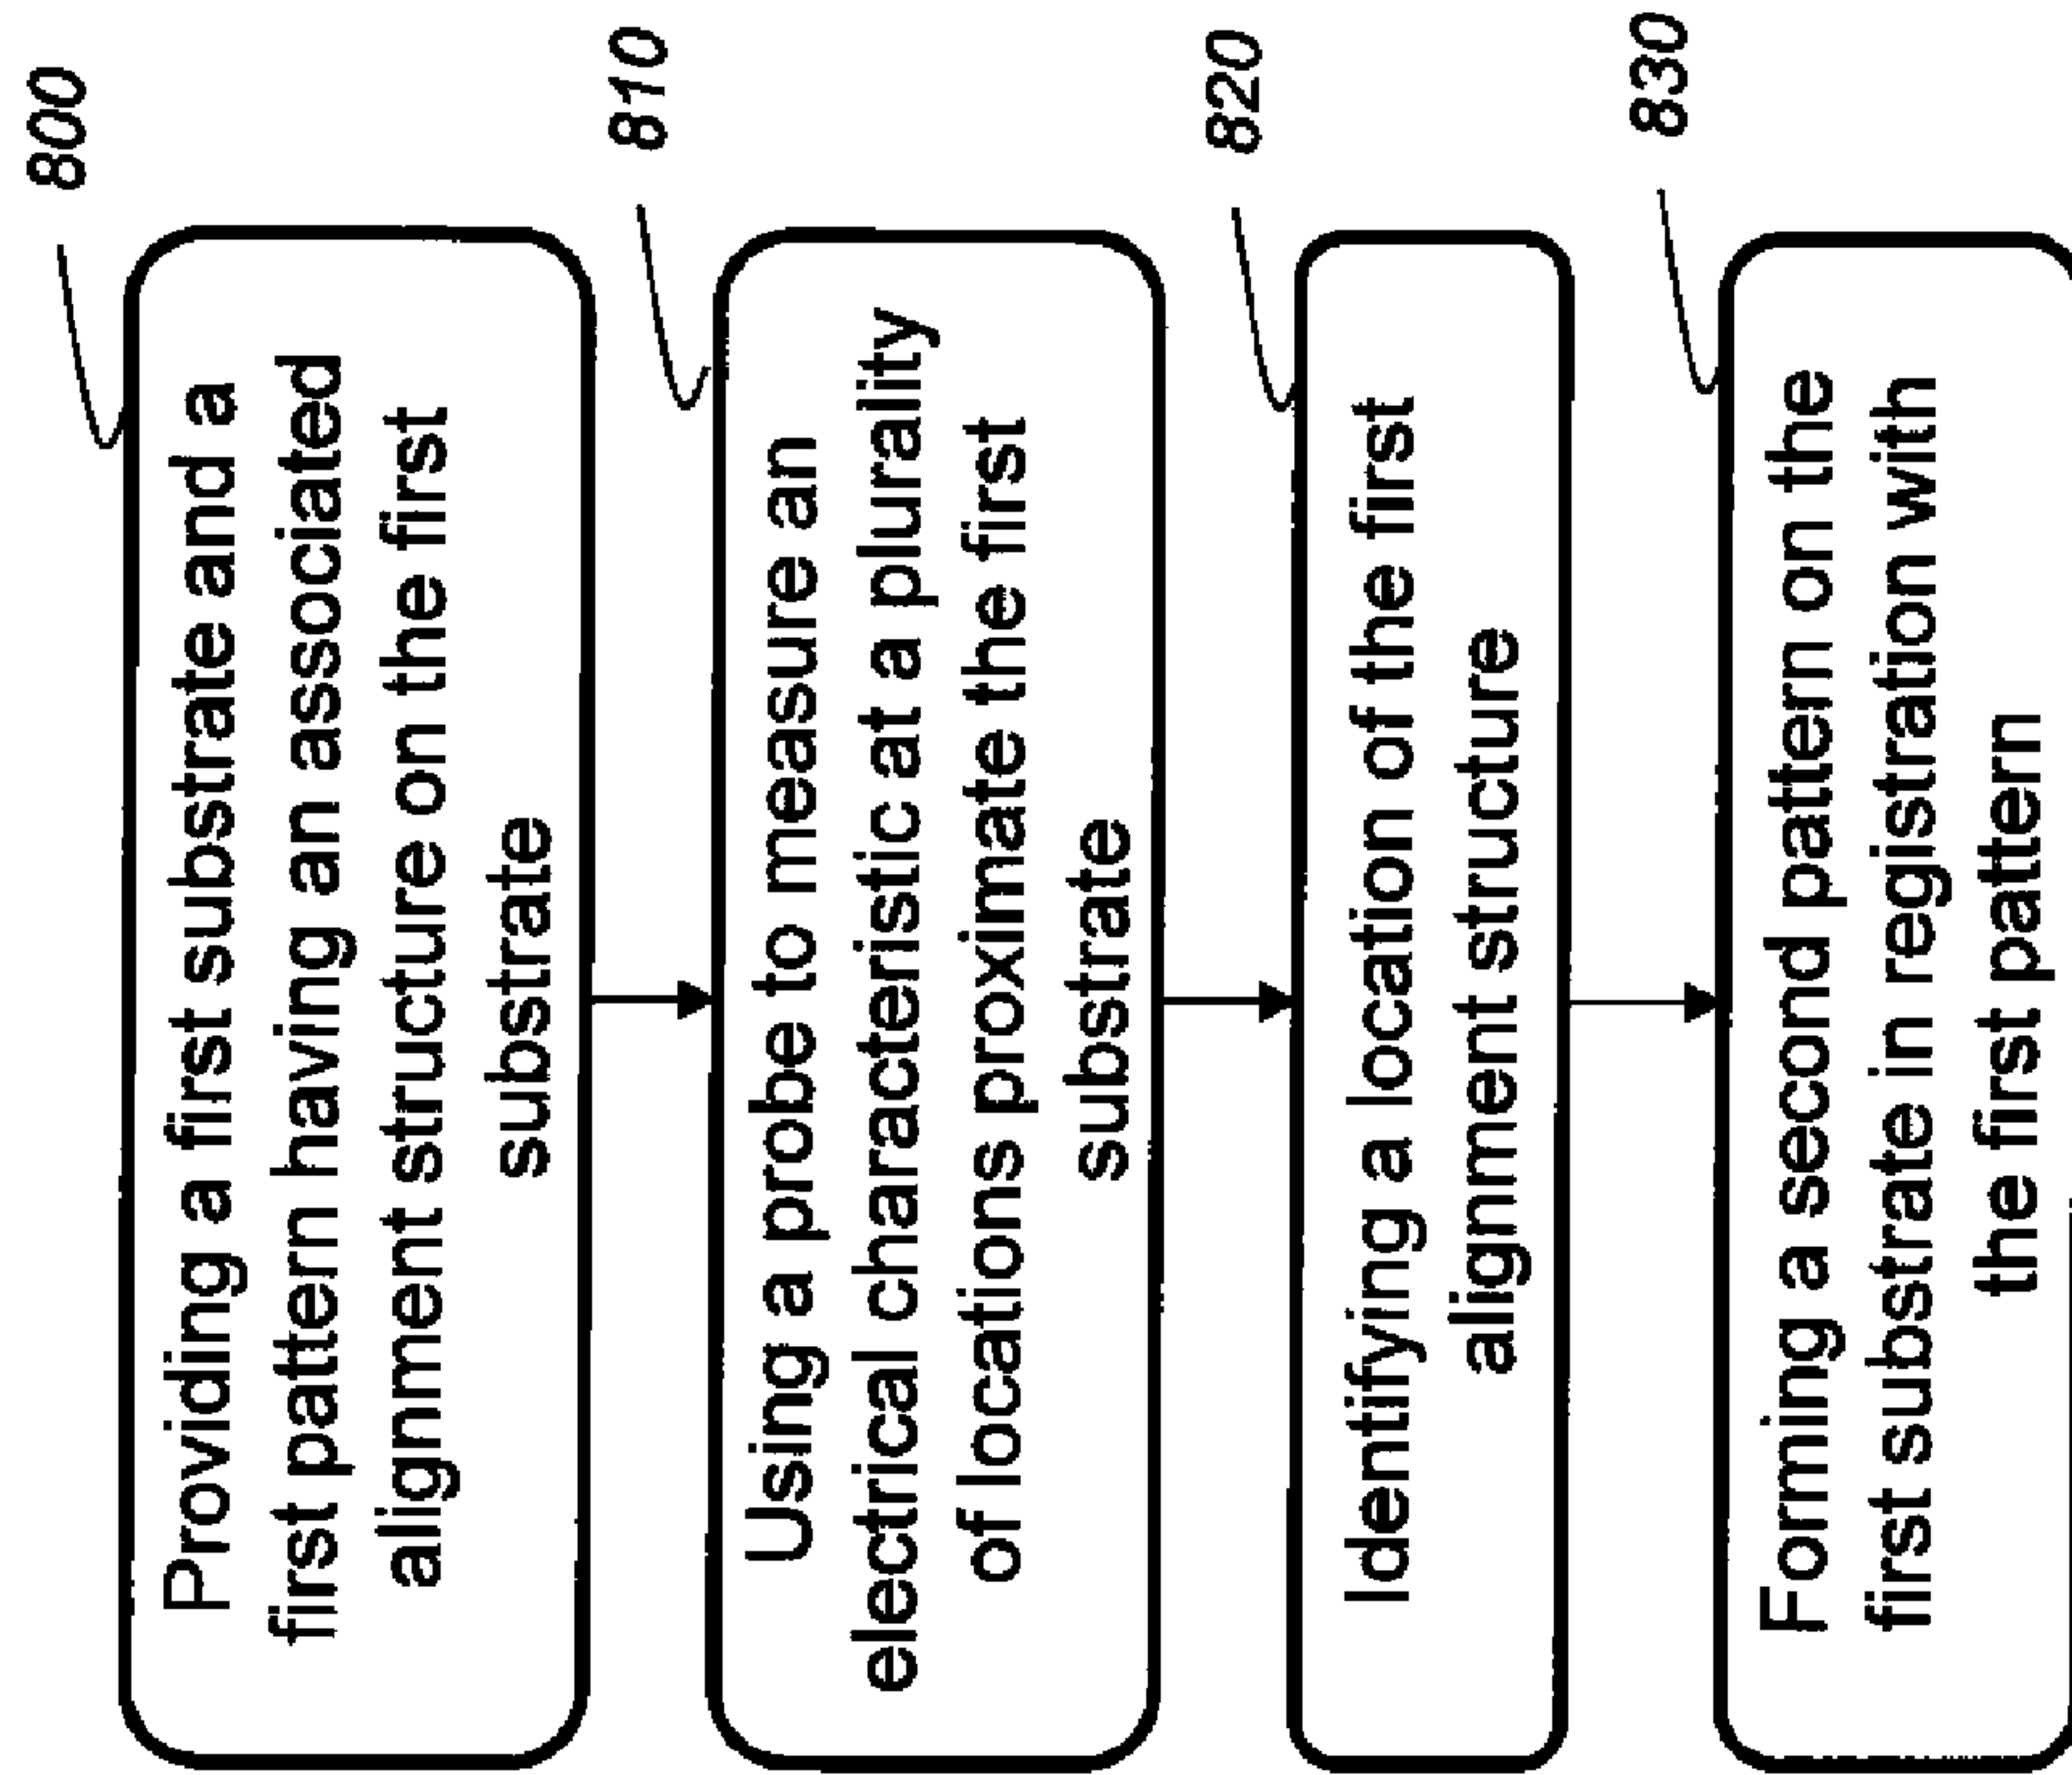 800
Providing a first substrate and a
first pattern having an associated
alignment structure on the first
substrate
810
Using a probe to measure an
electrical characteristic at a plurality
of locations proximate the first
substrate
820
Identifying a location of the first
alignment structure
830
Forming a second pattern on the
first substrate in registration with
the first pattern